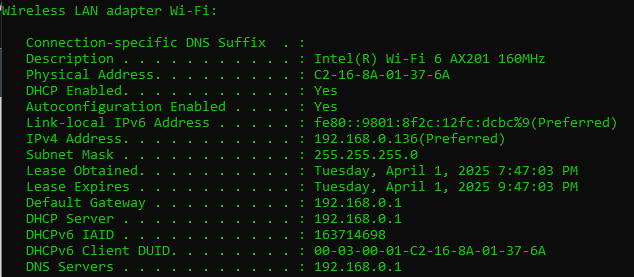 Wireless LAN adapter Wi-Fi:
Connection-specific DNS Suffix . :
Description . . . . . . . . . . . : Intel(R) Wi-Fi 6 AX201 160MHz
Physical Address. . . . . . . . . : C2-16-8A-01-37-6A
DHCP Enabled. . . . . . . . . . . : Yes
Autoconfiguration Enabled . . . . : Yes
Link-local IPv6 Address . . . . . : fe80::9801:8f2c:12fc:dcbc%9(Preferred)
IPv4 Address. . . . . . . . . . . : 192.168.0.136(Preferred)
Subnet Mask . . . . . . . . . . . : 255.255.255.0
Lease Obtained. . . . . . . . . . : Tuesday, April 1, 2025 7:47:03 PM
Lease Expires . . . . . . . . . . : Tuesday, April 1, 2025 9:47:03 PM
Default Gateway . . . . . . . . . : 192.168.0.1
DHCP Server . . . . . . . . . . . : 192.168.0.1
DHCPv6 IAID . . . . . . . . . . . : 163714698
DHCPv6 Client DUID. . . . . . . . : 00-03-00-01-C2-16-8A-01-37-6A
DNS Servers . . . . . . . . . . . : 192.168.0.1